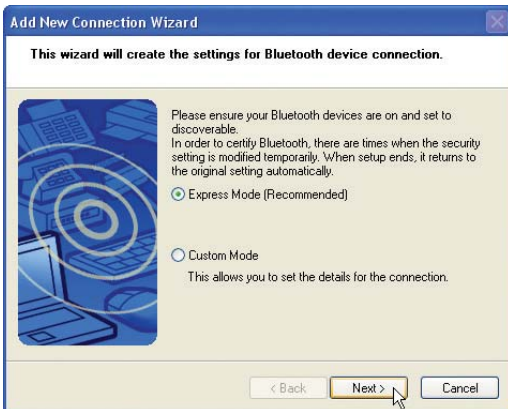 Add New Connection Wizard
This wizard will create the settings for Bluetooth device connection.
Please ensure your Bluetooth devices are on and set to
discoverable.
In order to certify Bluetooth, there are times when the security
setting is modified temporarily. When setup ends, it returns to
the original setting automatically.
Express Mode (Recommended)
Custom Mode
This allows you to set the details for the connection.
< Back Next > Cancel